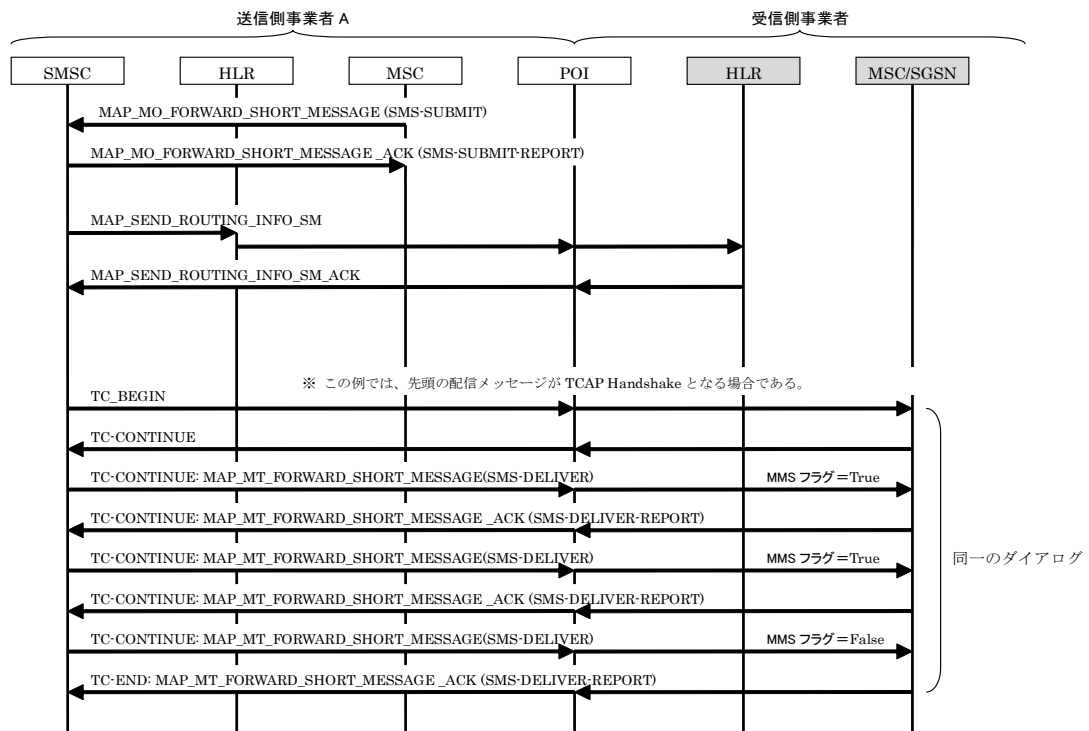 送信側事業者 A
受信側事業者
SMSC
HLR
MSC
POI
HLR
MSC/SGSN
MAP_MO_FORWARD_SHORT_MESSAGE (SMS-SUBMIT)
MAP_MO_FORWARD_SHORT_MESSAGE _ACK (SMS-SUBMIT-REPORT)
MAP_SEND_ROUTING_INFO_SM
MAP_SEND_ROUTING_INFO_SM_ACK
※ この例では、先頭の配信メッセージが TCAP Handshake となる場合である。
TC_BEGIN
TC-CONTINUE
TC-CONTINUE: MAP_MT_FORWARD_SHORT_MESSAGE(SMS-DELIVER)
MMS フラグ＝True
TC-CONTINUE: MAP_MT_FORWARD_SHORT_MESSAGE _ACK (SMS-DELIVER-REPORT)
TC-CONTINUE: MAP_MT_FORWARD_SHORT_MESSAGE(SMS-DELIVER)
MMS フラグ＝True
同一のダイアログ
TC-CONTINUE: MAP_MT_FORWARD_SHORT_MESSAGE _ACK (SMS-DELIVER-REPORT)
TC-CONTINUE: MAP_MT_FORWARD_SHORT_MESSAGE(SMS-DELIVER)
MMS フラグ＝False
TC-END: MAP_MT_FORWARD_SHORT_MESSAGE _ACK (SMS-DELIVER-REPORT)